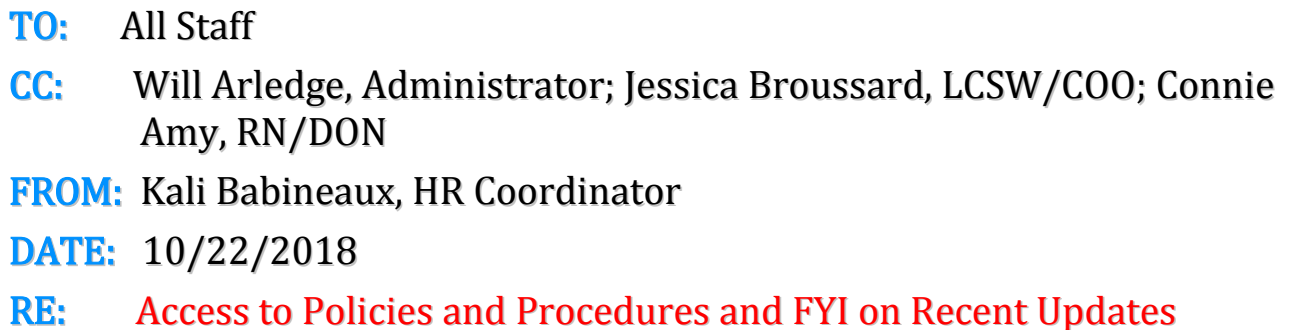 TO: All Staff
CC: Will Arledge, Administrator; Jessica Broussard, LCSW/COO; Connie
Amy, RN/DON
FROM: Kali Babineaux, HR Coordinator
DATE: 10/22/2018
RE: Access to Policies and Procedures and FYI on Recent Updates